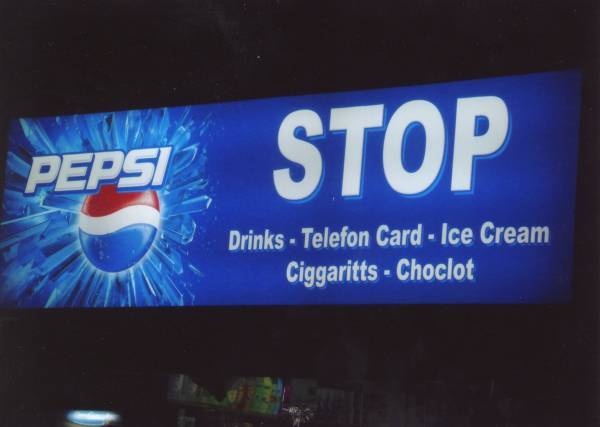 PEPSI
STOP
Drinks - Telefon Card - Ice Cream
Ciggaritts - Choclot